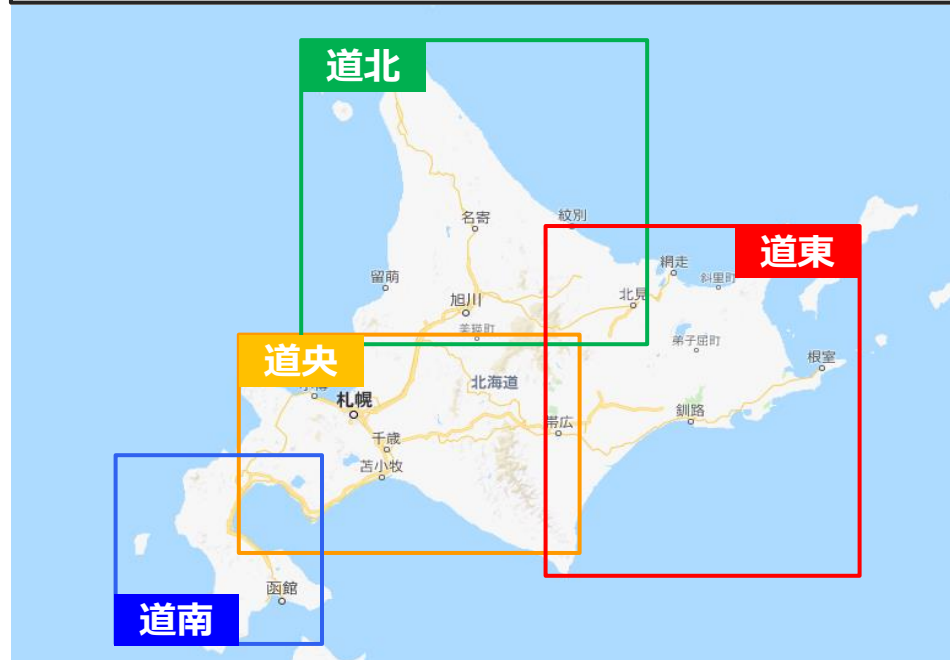 道北
名寄
紋別
道東
網走
斜里町
留萌
北見
旭川
美瑛町
弟子屈町
道央
根室
北海道
小樽
札幌
釧路
帯広
千歳
苫小牧
函館
道南